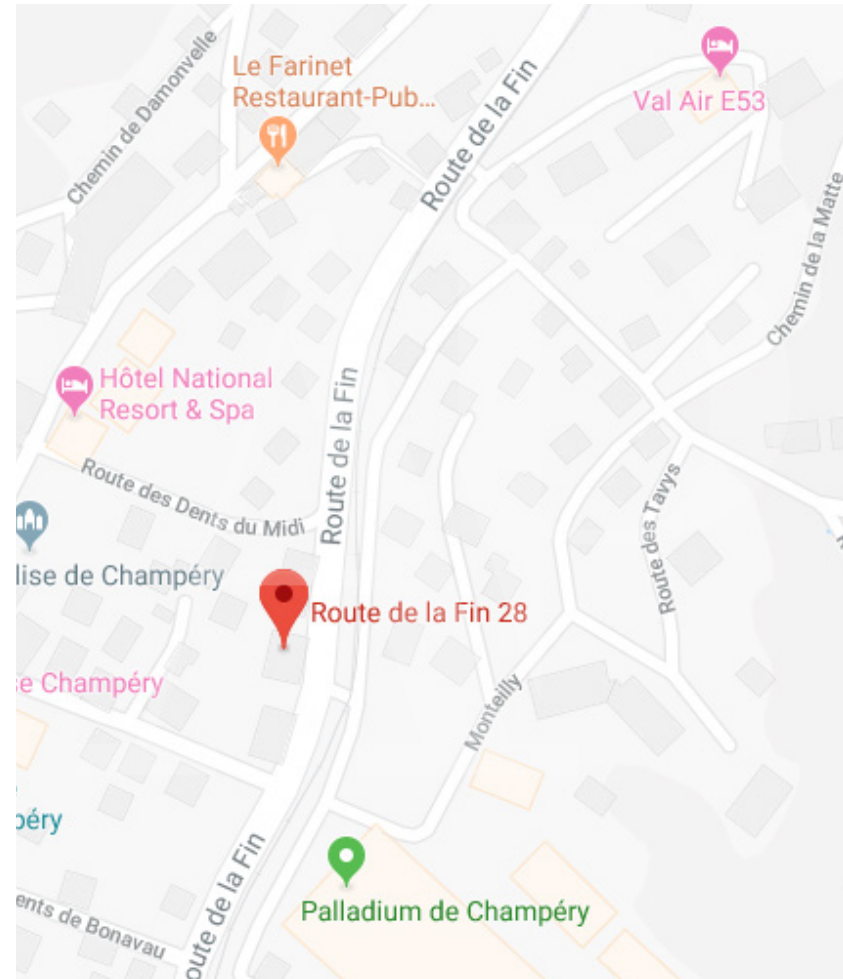 Chemin de Damonvelle
Le Farinet
Restaurant-Pub...
Route de la Fin
Val Air E53
Chemin de la Matte
Hôtel National
Resort & Spa
Route de la Fin
Route des Dents du Midi
Route des Tavys
lise de Champéry
Route de la Fin 28
se Champéry
Monteilly
péry
Palladium de Champéry
Route de la Fin
ents de Bonavau